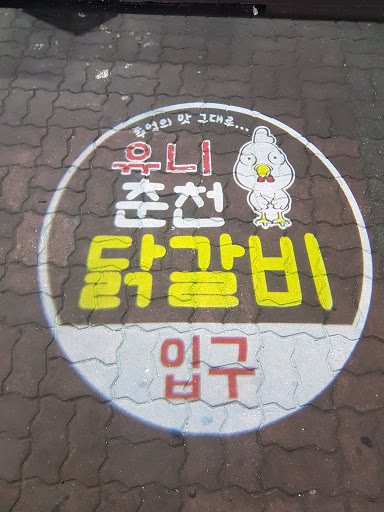 추억의 맛 그대로...
유니
춘천
닭갈비
입구